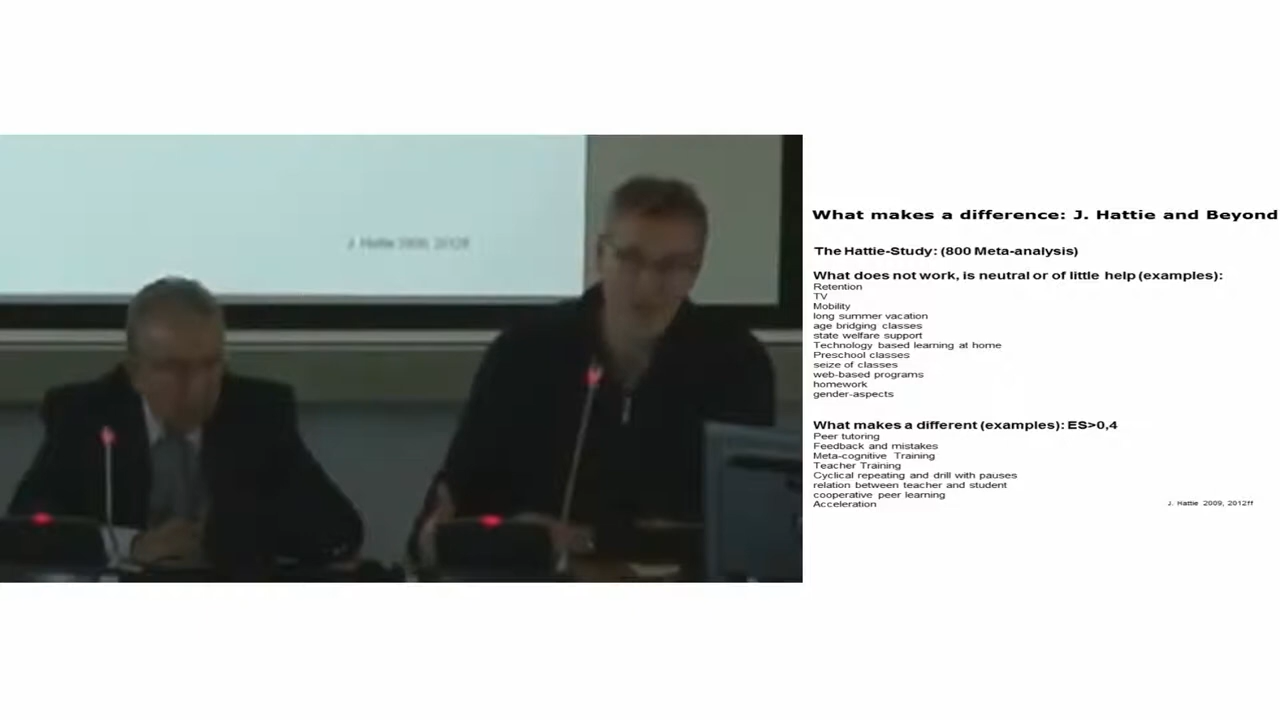 What makes a difference: J. Hattie and Beyond
The Hattie-Study: (800 Meta-analysis)
What does not work, is neutral or of little help (examples):
Retention
TV
Mobility
long summer vacation
age bridging classes
state welfare support
Technology based learning at home
Preschool classes
seize of classes
web-based programs
homework
gender-aspects
What makes a different (examples): ES>0,4
Peer tutoring
Feedback and mistakes
Meta-cognitive Training
Teacher Training
Cyclical repeating and drill with pauses
relation between teacher and student
cooperative peer learning
Acceleration
J. Hattie 2009, 2012ff
J. Hattie 2009, 2012ff